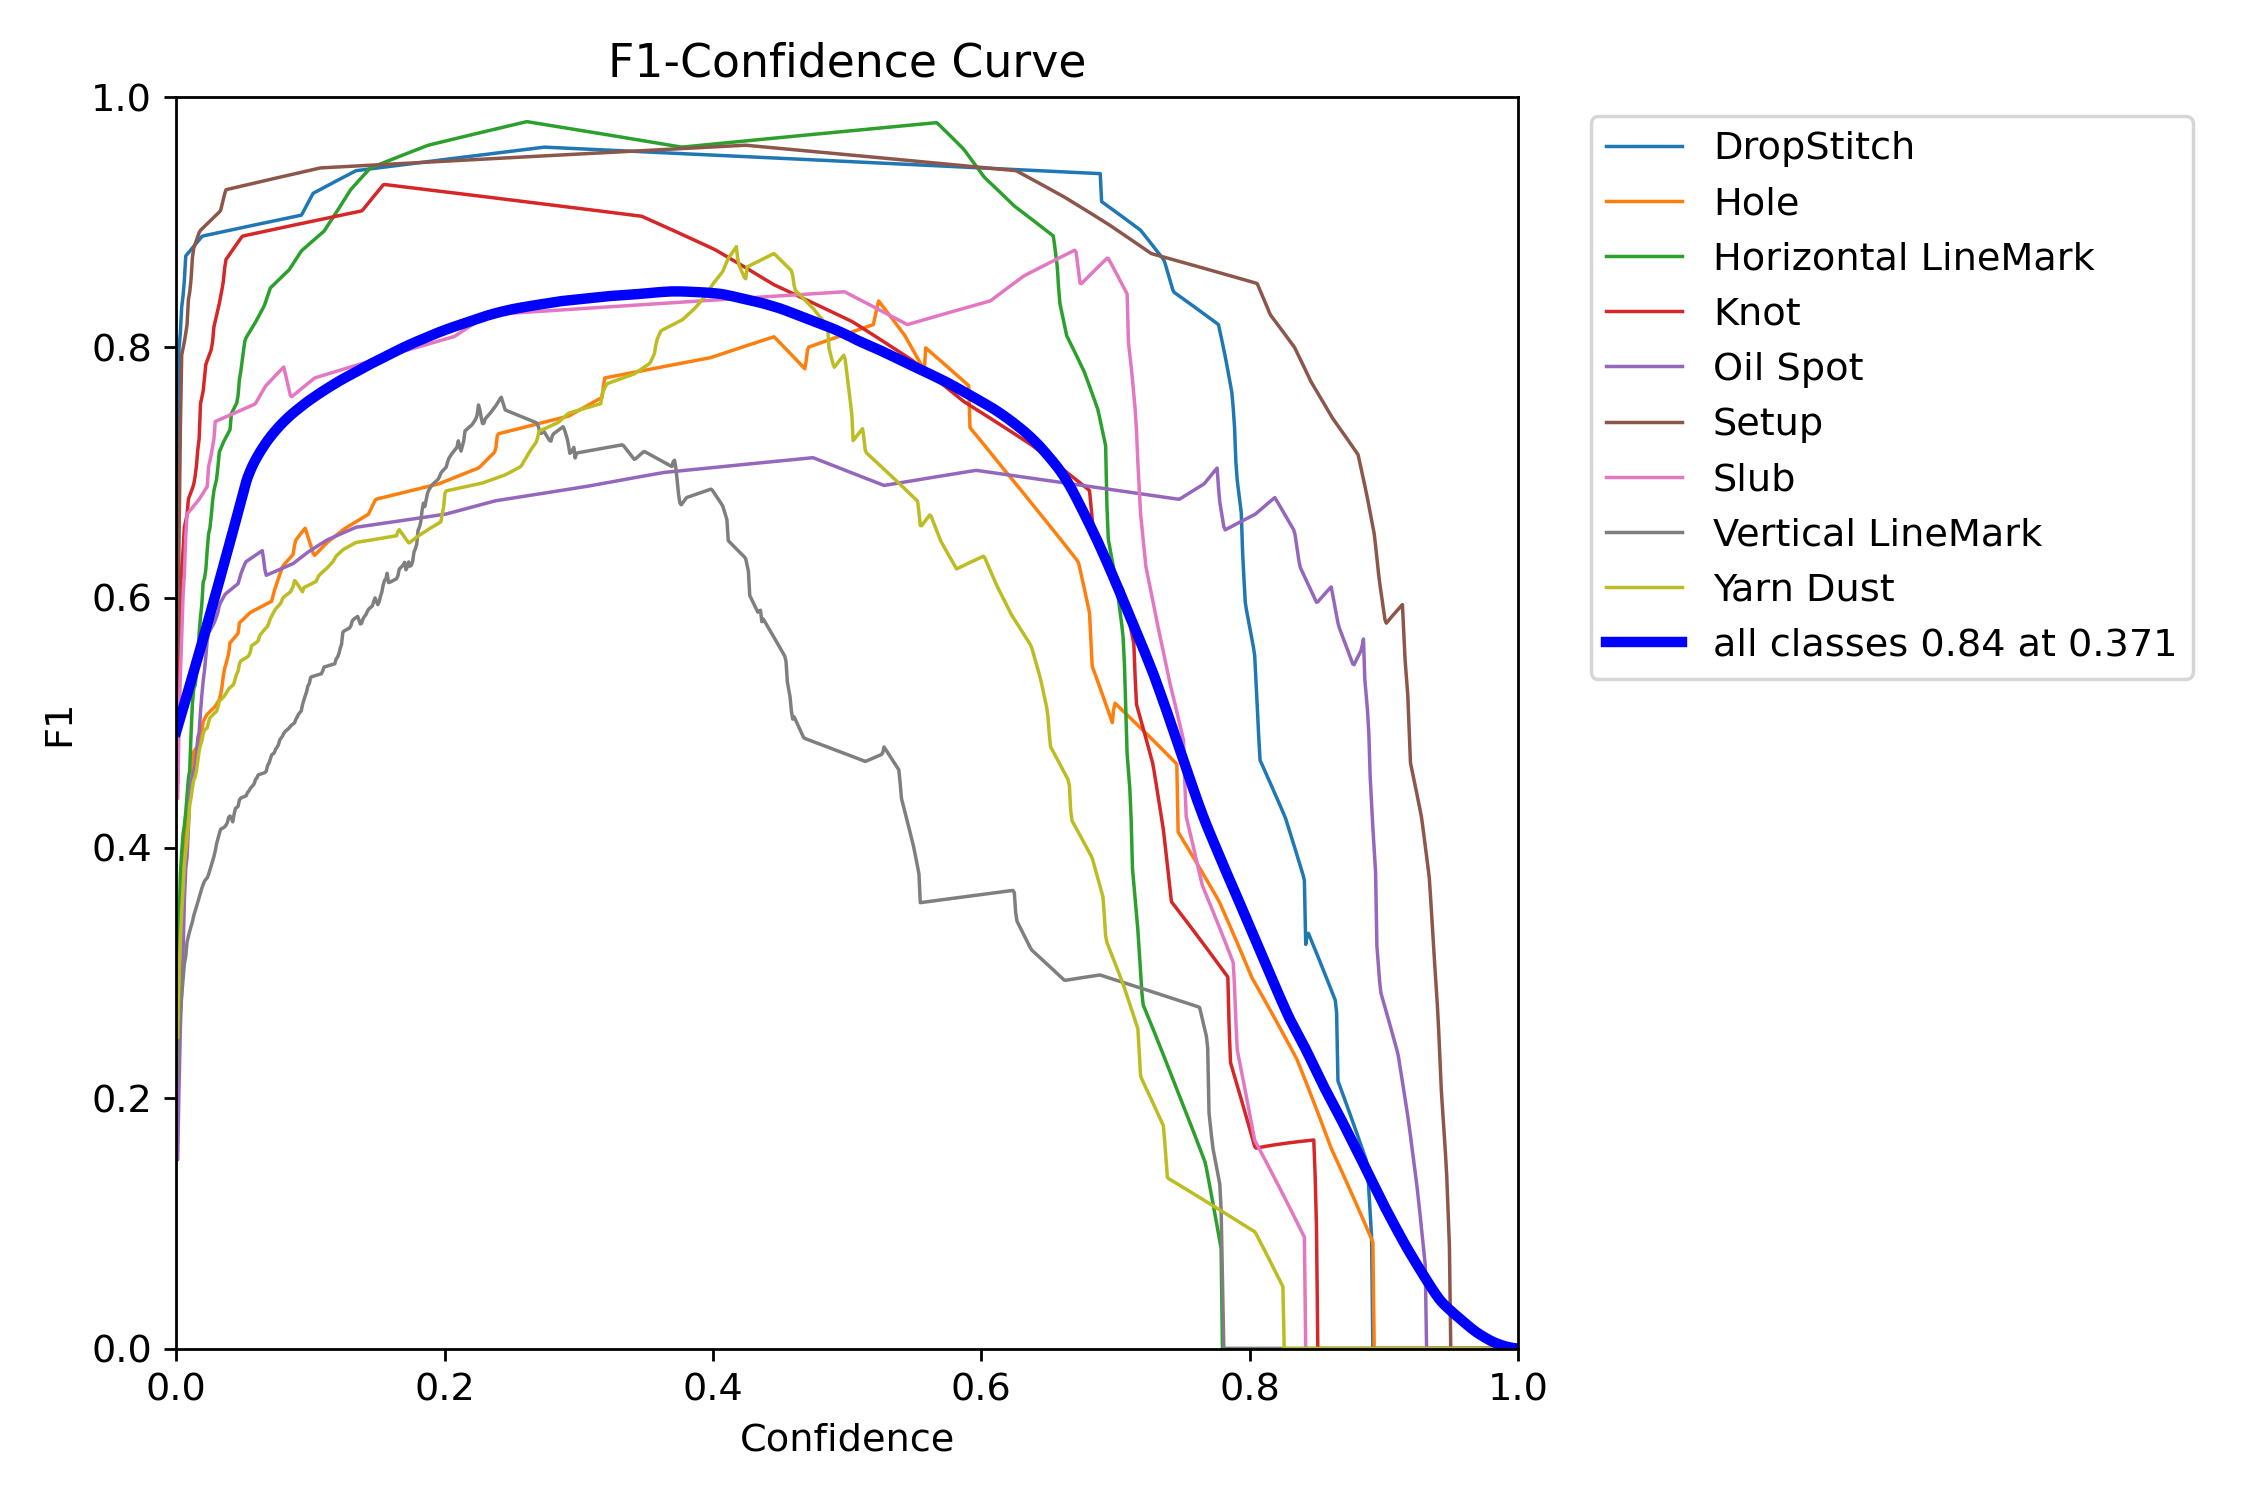 F1-Confidence Curve
1.0
0.8
0.6
0.4
0.2
0.0
F1
0.0 0.2 0.4 0.6 0.8 1.0
Confidence
DropStitch
Hole
Horizontal LineMark
Knot
Oil Spot
Setup
Slub
Vertical LineMark
Yarn Dust
all classes 0.84 at 0.371